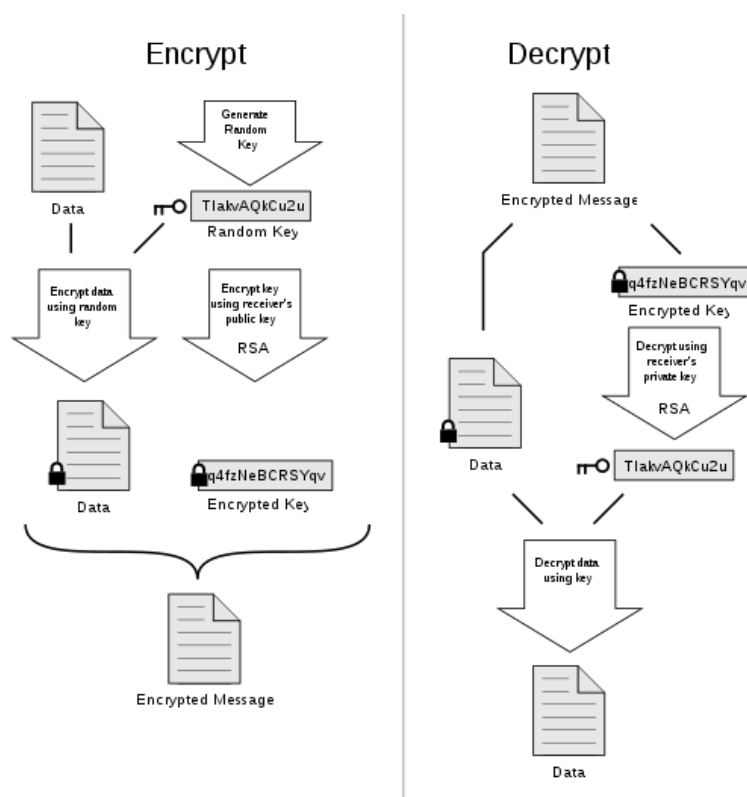 Encrypt
Generate
Random
Key
Data
TIakvAQkCu2u
Random Key
Encrypt data
using random
key
Encrypt key
using receiver's
public key
RSA
Data
q4fzNeBCRSYqv
Encrypted Key
Encrypted Message
Decrypt
Encrypted Message
q4fzNeBCRSYqv
Encrypted Key
Decrypt using
receiver's
private key
RSA
Data
TIakvAQkCu2u
Decrypt data
using key
Data